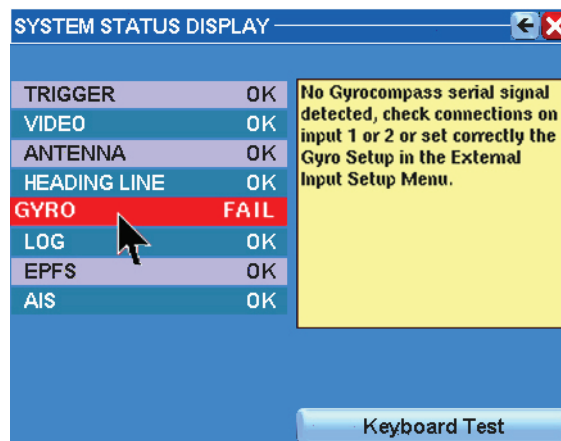 SYSTEM STATUS DISPLAY
TRIGGER OK
VIDEO OK
ANTENNA OK
HEADING LINE OK
GYRO FAIL
LOG OK
EPFS OK
AIS OK
No Gyrocompass serial signal
detected, check connections on
input 1 or 2 or set correctly the
Gyro Setup in the External
Input Setup Menu.
Keyboard Test